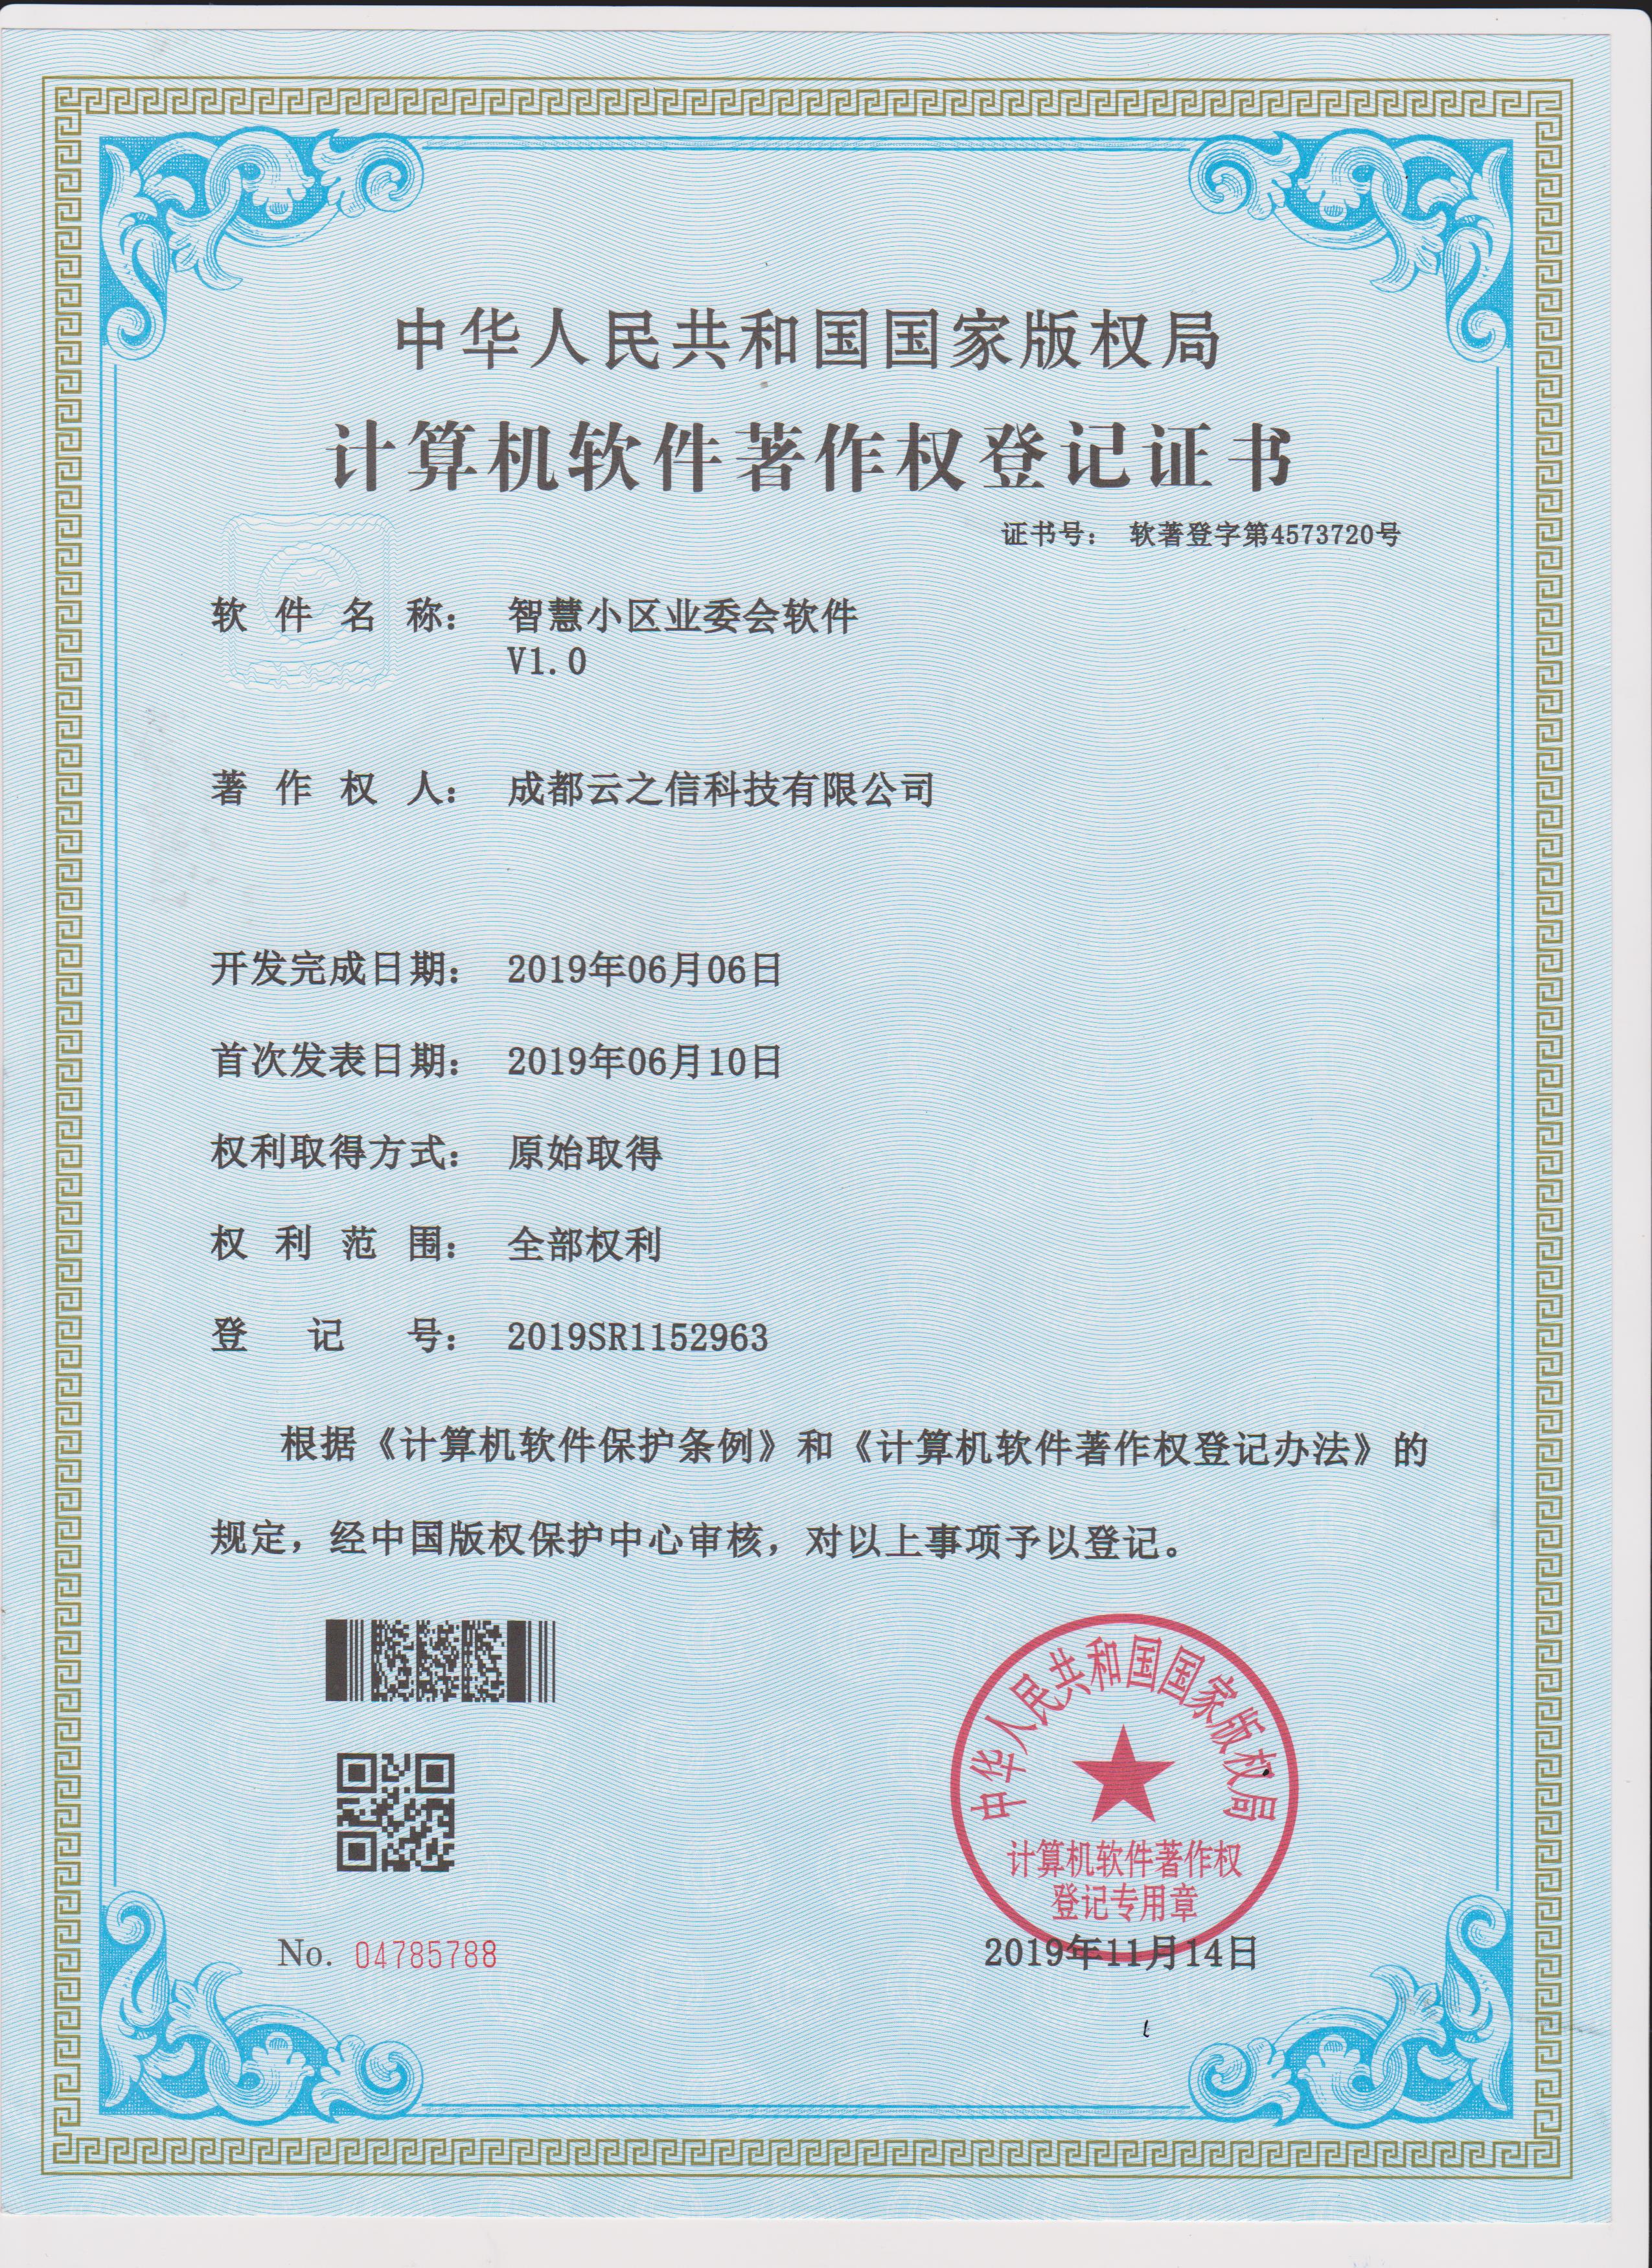 中华人民共和国国家版权局
计算机软件著作权登记证书
证书号： 软著登字第4573720号
软件名称： 智慧小区业委会软件
V1.0
著作权人： 成都云之信科技有限公司
开发完成日期： 2019年06月06日
首次发表日期： 2019年06月10日
权利取得方式： 原始取得
权利范围： 全部权利
登记号： 2019SR1152963
根据《计算机软件保护条例》和《计算机软件著作权登记办法》的
规定，经中国版权保护中心审核，对以上事项予以登记。
中华人民共和国国家版权局
计算机软件著作权
登记专用章
No. 04785788
2019年11月14日